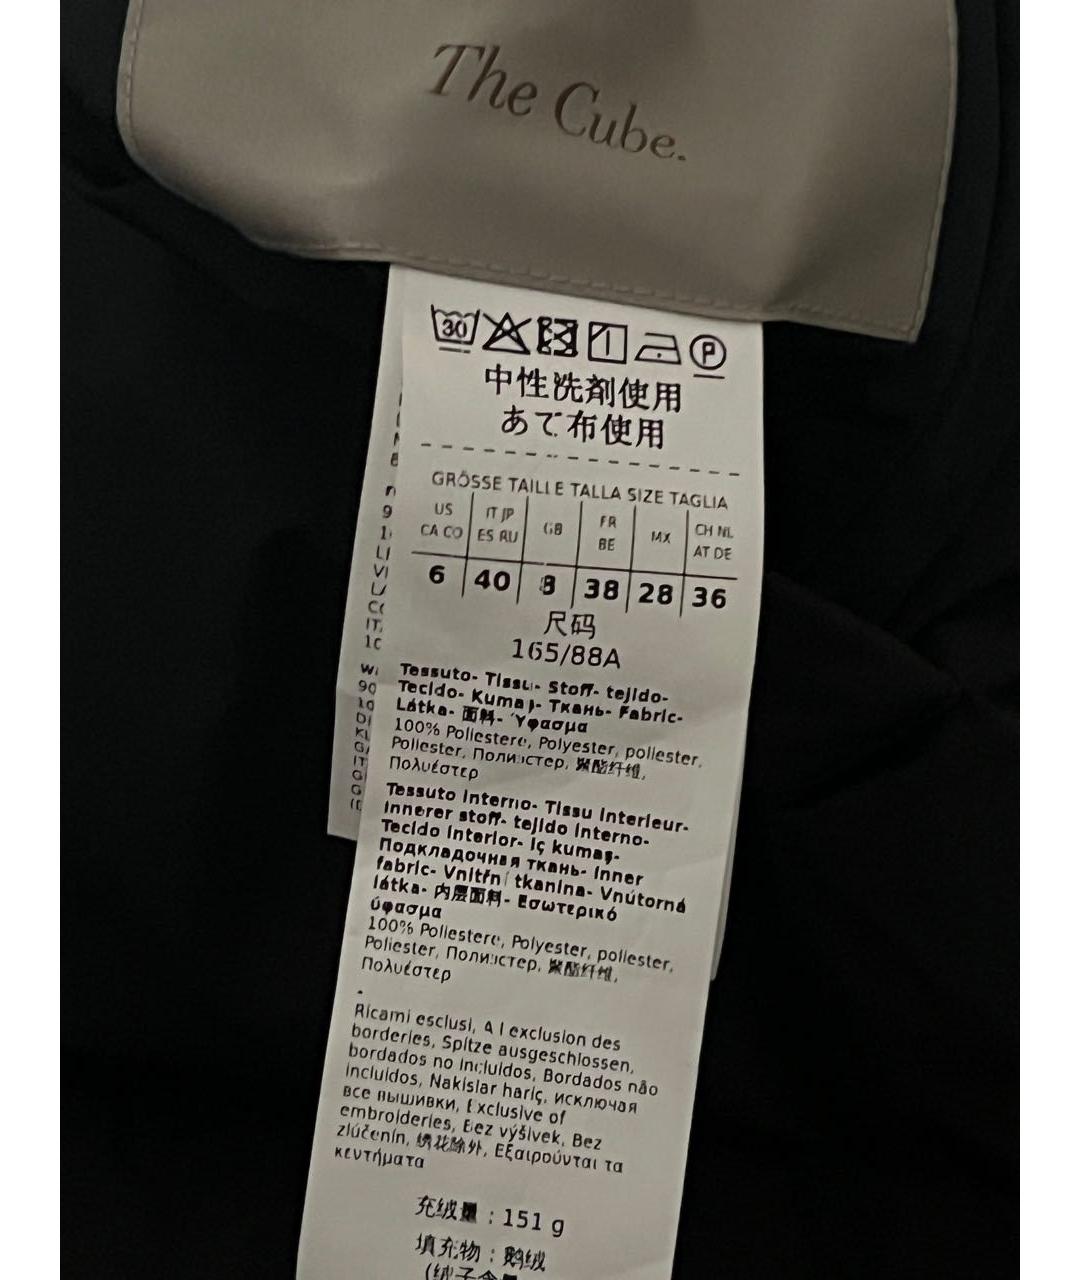 The Cube.
30
P
中性洗剤使用
あて布使用
GRÖSSE TAILLE TALLA SIZE TAGLIA
US CA CO
IT JP ES RU
GB
FR BE
MX
CH NL AT DE
6 40 8 38 28 36
尺码
165/88A
Tessuto- Tissu- Stoff- tejido-
Tecido- Kumaş- Ткань- Fabric-
Látka- 面料- Ύφασμα
100% Poliestere, Polyester, poliester,
Poliester, Полиэстер, 聚酯纤维,
Πολυέστερ
Tessuto Interno- Tissu Interieur-
Innerer stoff- tejido interno-
Tecido Interior- Iç kumaş-
Подкладочная ткань- Inner
fabric- Vnitřní tkanina- Vnútorná
látka- 内层面料- Εσωτερικό
ύφασμα
100% Poliestere, Polyester, poliester,
Poliester, Полиэстер, 聚酯纤维,
Πολυέστερ
Ricami esclusi, A l exclusion des
borderies, Spitze ausgeschlossen,
bordados no incluidos, Bordados não
incluidos, Nakislar hariç, исключая
все вышивки, Exclusive of
embroideries, Bez výšivek, Bez
zlúčenín, 绣花除外, Εξαιρούνται τα
κεντήματα
充绒量 : 151 g
填充物 : 鹅绒